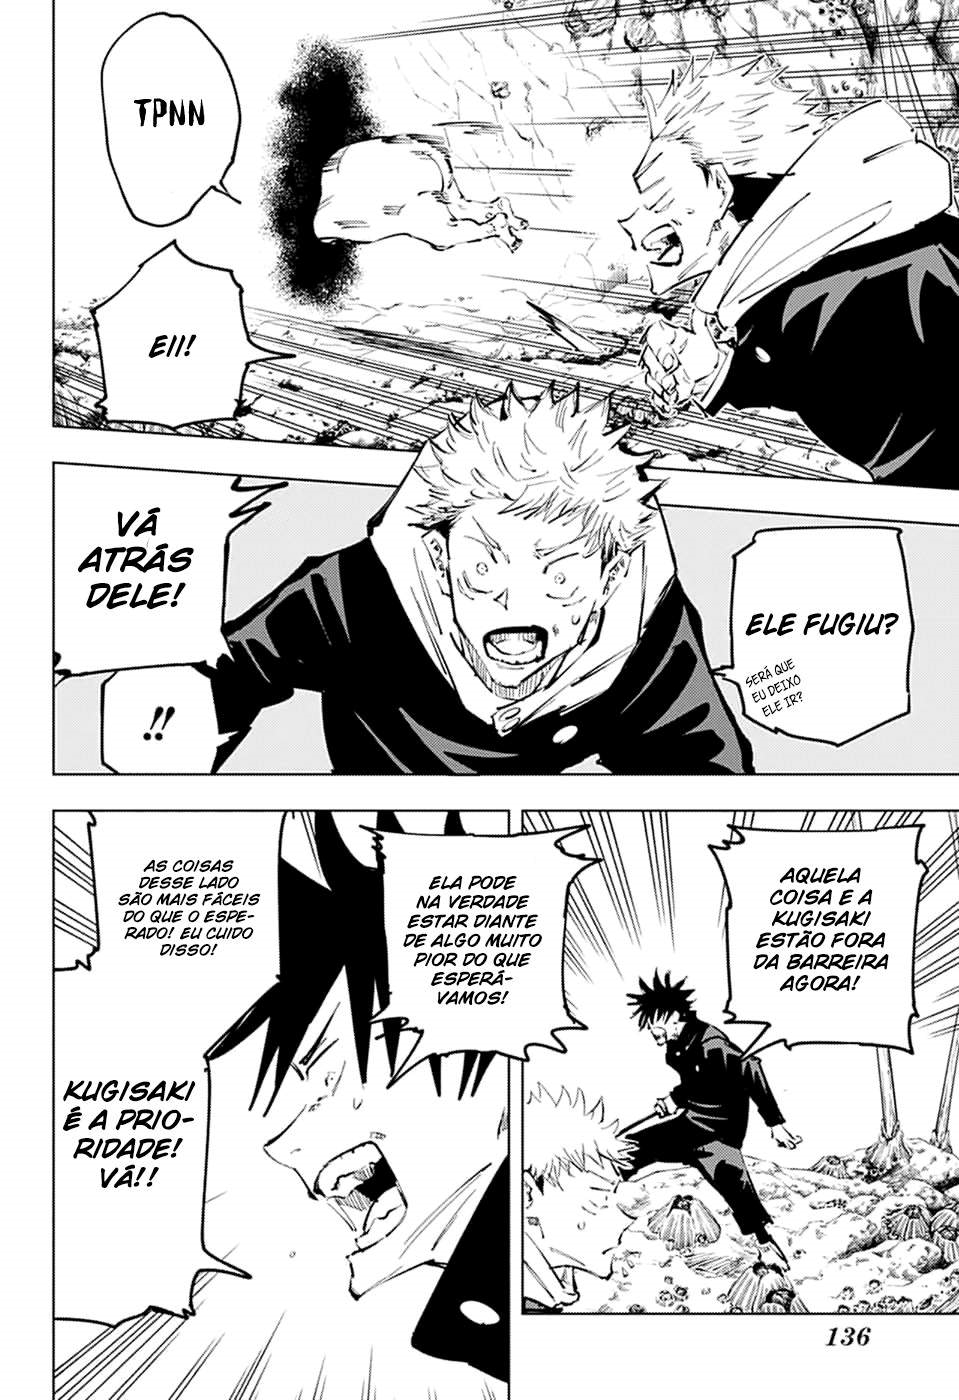 TPNN
EII!
ELE FUGIU?
SERÁ QUE
EU DEIXO
ELE IR?
VÁ
ATRÁS
DELE!
!!
AQUELA
COISA E A
KUGISAKI
ESTÃO FORA
DA BARREIRA
AGORA!
ELA PODE
NA VERDADE
ESTAR DIANTE
DE ALGO MUITO
PIOR DO QUE
ESPERÁ-
VAMOS!
AS COISAS
DESSE LADO
SÃO MAIS FÁCEIS
DO QUE O ESPE-
RADO! EU CUIDO
DISSO!
KUGISAKI
É A PRIO-
RIDADE!
VÁ!!
136